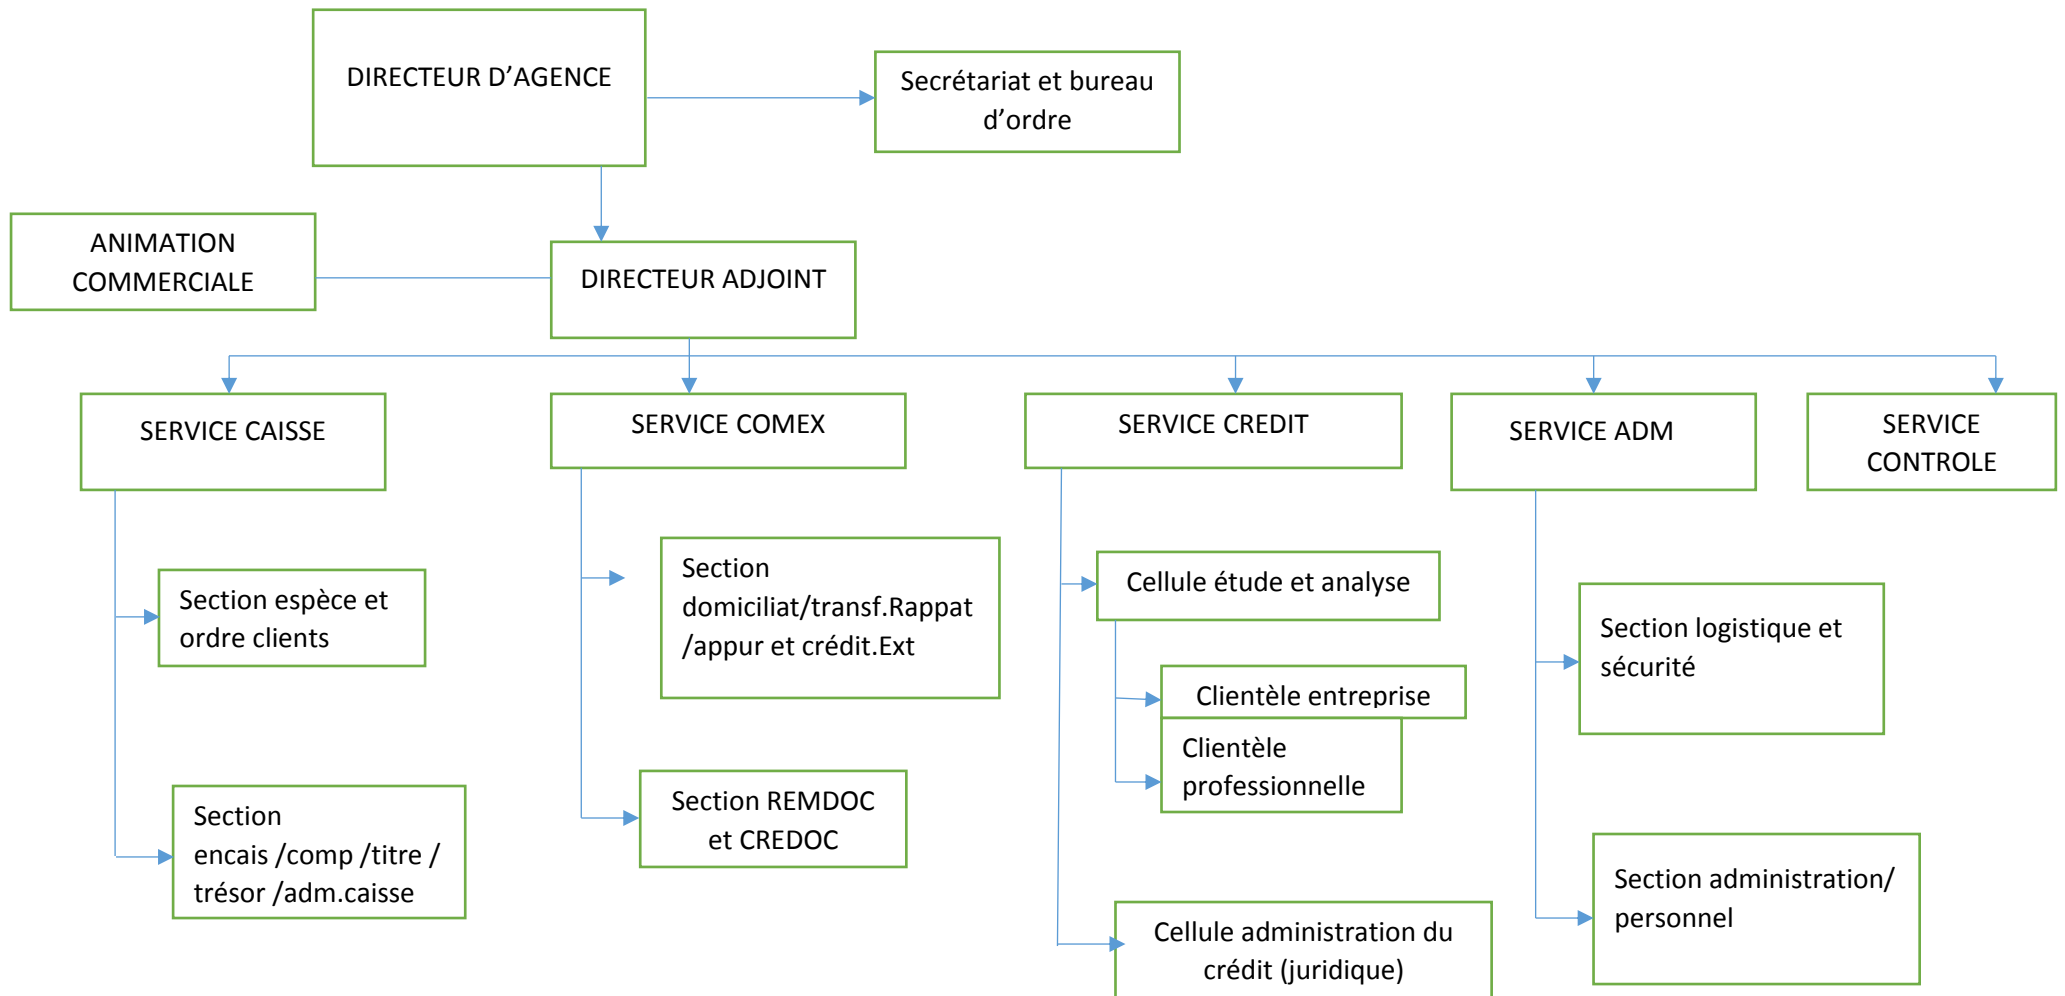 DIRECTEUR D’AGENCE
Secrétariat et bureau
d’ordre
ANIMATION
COMMERCIALE
DIRECTEUR ADJOINT
SERVICE CAISSE
SERVICE COMEX
SERVICE CREDIT
SERVICE ADM
SERVICE
CONTROLE
Section espèce et
ordre clients
Section
encais /comp /titre /
trésor /adm.caisse
Section
domiciliat/transf.Rappat
/appur et crédit.Ext
Section REMDOC
et CREDOC
Cellule étude et analyse
Clientèle entreprise
Clientèle
professionnelle
Cellule administration du
crédit (juridique)
Section logistique et
sécurité
Section administration/
personnel